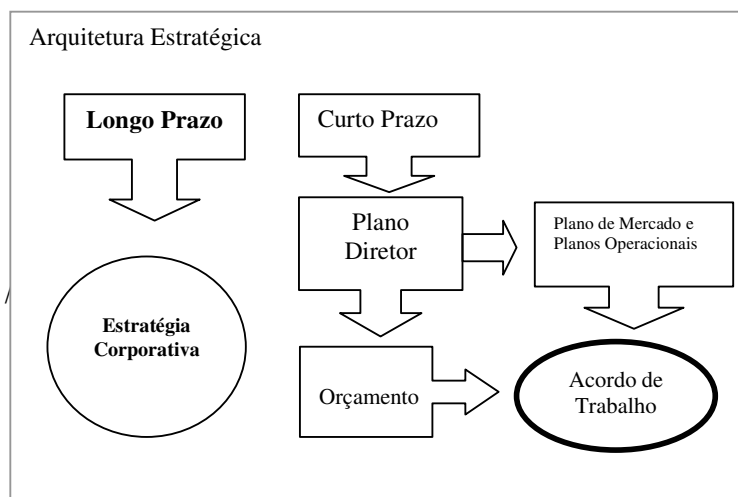 Arquitetura Estratégica
Longo Prazo
Curto Prazo
Plano
Diretor
Plano de Mercado e
Planos Operacionais
Estratégia
Corporativa
Orçamento
Acordo de
Trabalho